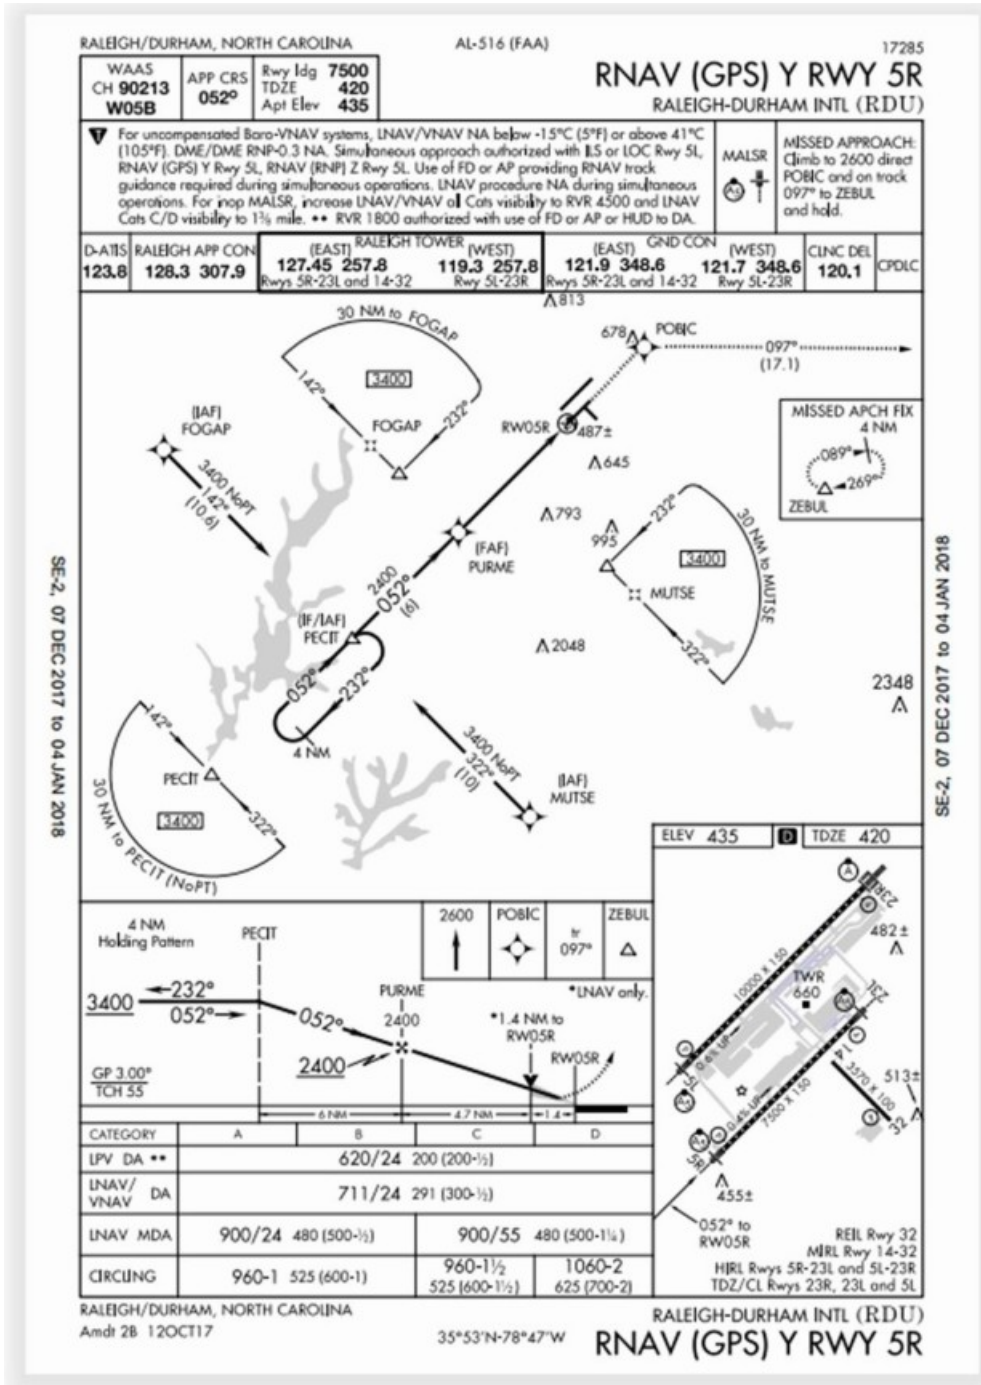 RALEIGH/DURHAM, NORTH CAROLINA
AL-516 (FAA)
17285
WAAS
CH 90213
W05B
APP CRS
052°
Rwy ldg 7500
TDZE 420
Apt Elev 435
RNAV (GPS) Y RWY 5R
RALEIGH-DURHAM INTL (RDU)
T
For uncompensated Baro-VNAV systems, LNAV/VNAV NA below -15°C (5°F) or above 41°C
(105°F). DME/DME RNP-0.3 NA. Simultaneous approach authorized with ILS or LOC Rwy 5L,
RNAV (GPS) Y Rwy 5L, RNAV (RNP) Z Rwy 5L. Use of FD or AP providing RNAV track
guidance required during simultaneous operations. LNAV procedure NA during simultaneous
operations. For inop MALSR, increase LNAV/VNAV all Cats visibility to RVR 4500 and LNAV
Cats C/D visibility to 1⅜ mile. ** RVR 1800 authorized with use of FD or AP or HUD to DA.
MALSR
MISSED APPROACH:
Climb to 2600 direct
POBIC and on track
097° to ZEBUL
and hold.
D-ATIS
123.8
RALEIGH APP CON
128.3 307.9
RALEIGH TOWER
(EAST) (WEST)
127.45 257.8 119.3 257.8
Rwys 5R-23L and 14-32 Rwy 5L-23R
GND CON
(EAST) (WEST)
121.9 348.6 121.7 348.6
Rwys 5R-23L and 14-32 Rwy 5L-23R
CLNC DEL
120.1
CPDLC
813
30 NM to FOGAP
3400
142°
232°
FOGAP
678
POBIC
097°
(17.1)
(IAF)
FOGAP
3400 NoPT
142°
(10.6)
RW05R
487±
645
793
995
MISSED APCH FIX
4 NM
089°
269°
ZEBUL
(FAF)
PURME
2400
052°
(6)
(IF/IAF)
PECIT
052°
232°
4 NM
232°
3400
30 NM to MUTSE
MUTSE
322°
2048
2348
142°
PECIT
3400
322°
30 NM to PECIT (NoPT)
3400 NoPT
322°
(10)
(IAF)
MUTSE
SE-2, 07 DEC 2017 to 04 JAN 2018
SE-2, 07 DEC 2017 to 04 JAN 2018
ELEV 435
D
TDZE 420
A
23R
482±
10000 X 150
TWR
660
23L
0.6% UP
5L
14
3570 X 100
513±
32
0.4% UP
7500 X 150
5R
455±
052° to
RW05R
REIL Rwy 32
MIRL Rwy 14-32
HIRL Rwys 5R-23L and 5L-23R
TDZ/CL Rwys 23R, 23L and 5L
4 NM
Holding Pattern
PECIT
2600
POBIC
tr
097°
ZEBUL
3400
232°
052°
052°
PURME
2400
2400
*LNAV only.
*1.4 NM to
RW05R
RW05R
GP 3.00°
TCH 55
6 NM
4.7 NM
1.4
CATEGORY A B C D
LPV DA ** 620/24 200 (200-½)
LNAV/
VNAV DA 711/24 291 (300-½)
LNAV MDA 900/24 480 (500-½) 900/55 480 (500-1¼)
CIRCLING 960-1 525 (600-1) 960-1½ 525 (600-1½) 1060-2 625 (700-2)
RALEIGH/DURHAM, NORTH CAROLINA
Amdt 2B 12OCT17
35°53'N-78°47'W
RALEIGH-DURHAM INTL (RDU)
RNAV (GPS) Y RWY 5R